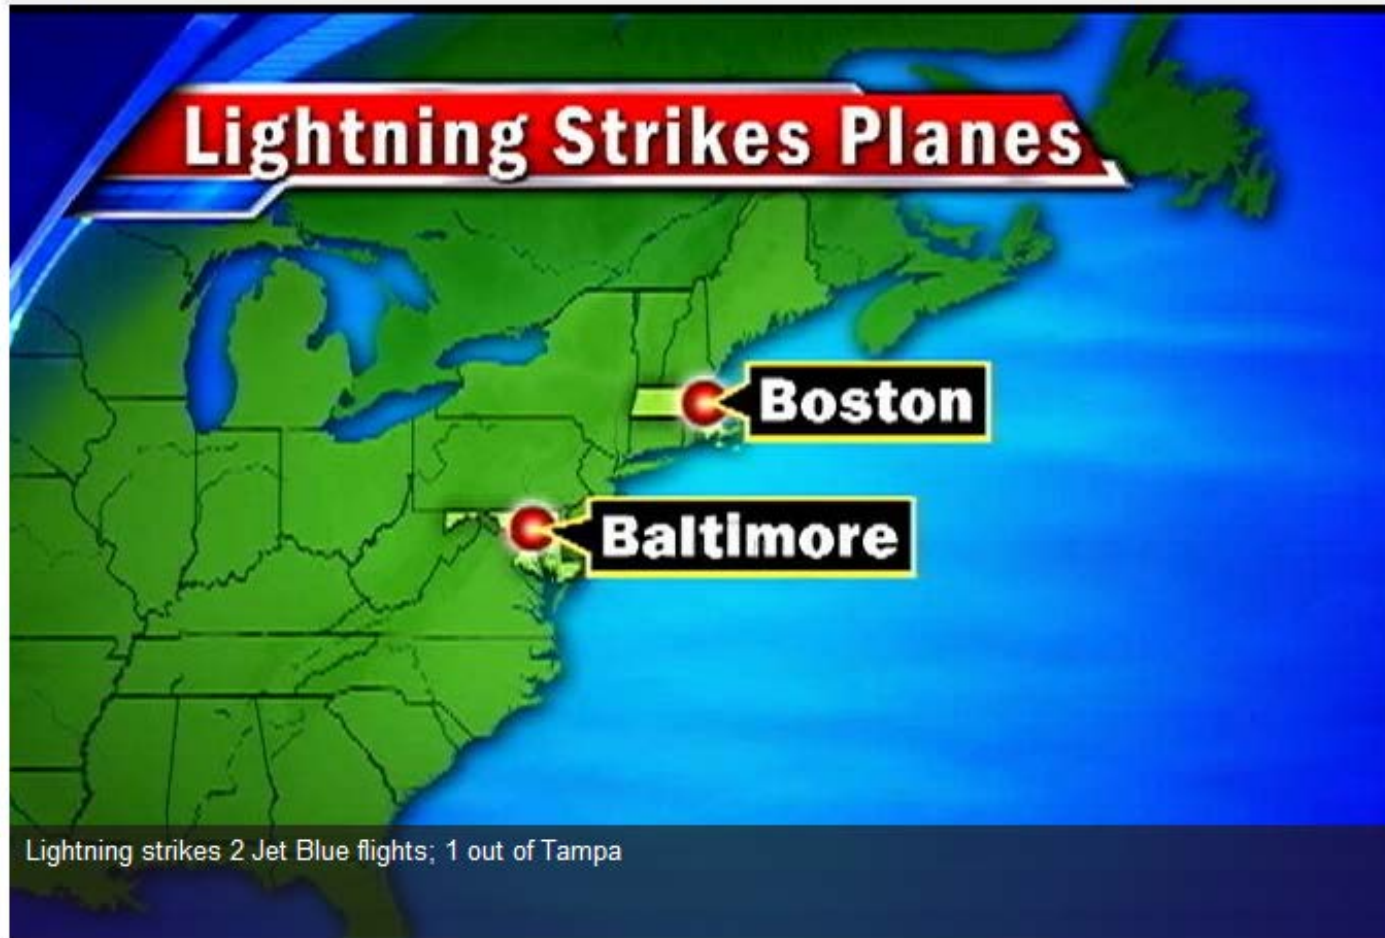 Lightning Strikes Planes
Boston
Baltimore
Lightning strikes 2 Jet Blue flights; 1 out of Tampa